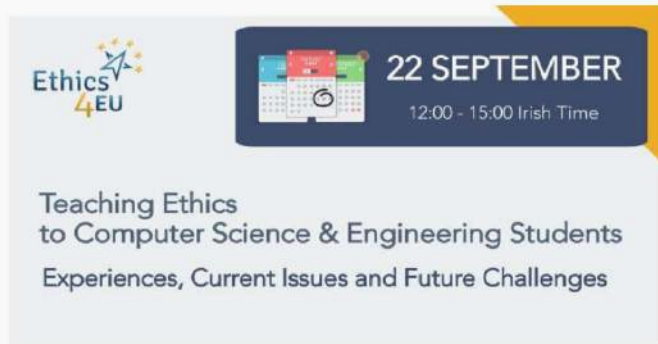 Ethics
4EU
22 SEPTEMBER
12:00 - 15:00 Irish Time
Teaching Ethics
to Computer Science & Engineering Students
Experiences, Current Issues and Future Challenges